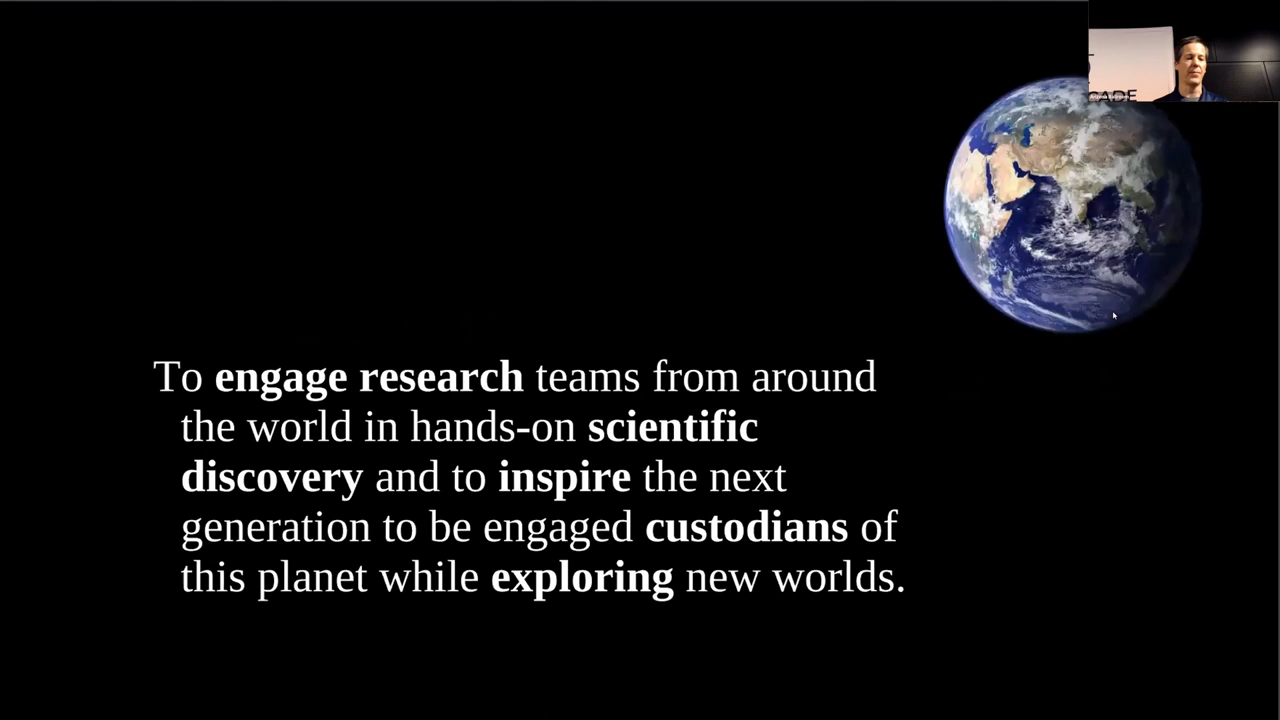 CADE
To engage research teams from around
the world in hands-on scientific
discovery and to inspire the next
generation to be engaged custodians of
this planet while exploring new worlds.